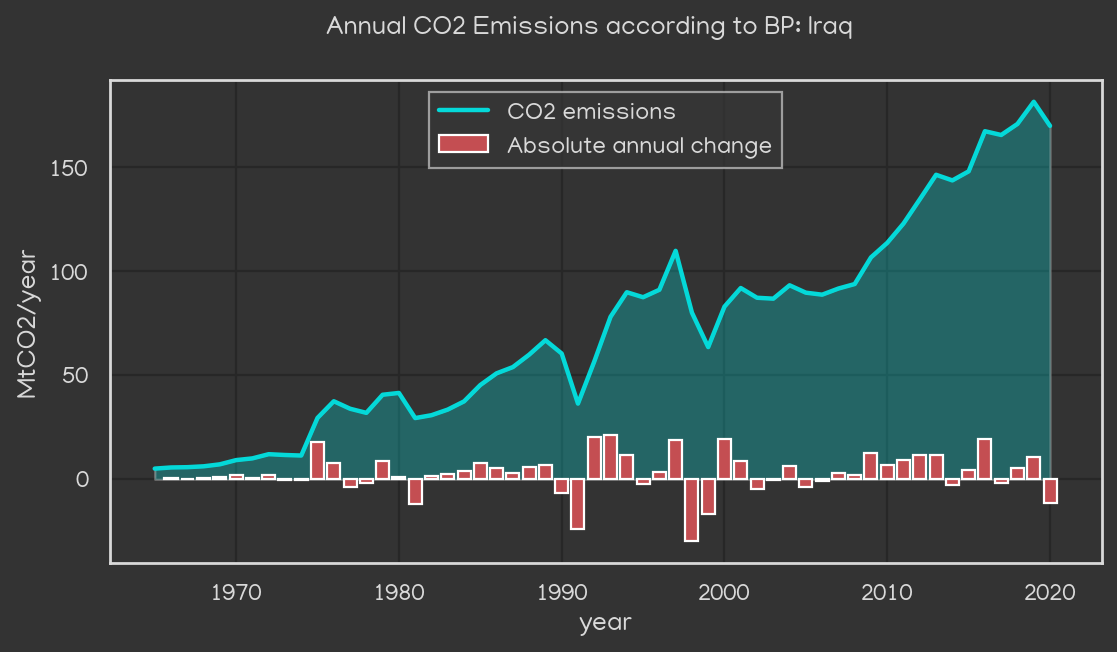 Annual CO2 Emissions according to BP: Iraq
CO2 emissions
Absolute annual change
MtCO2/year
150
100
50
0
1970 1980 1990 2000 2010 2020
year